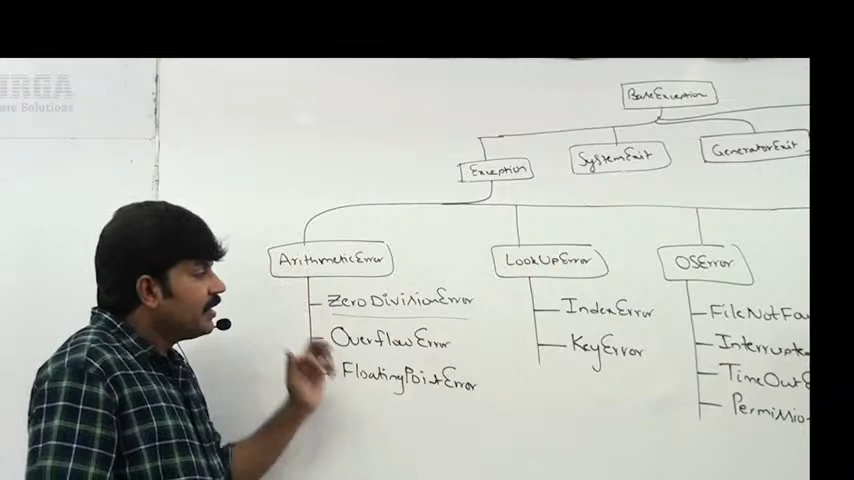 BaseException
Exception
SystemExit
GeneratorExit
ArithmeticError
LookUpError
OSError
ZeroDivisionError
OverflowError
FloatingPointError
IndexError
KeyError